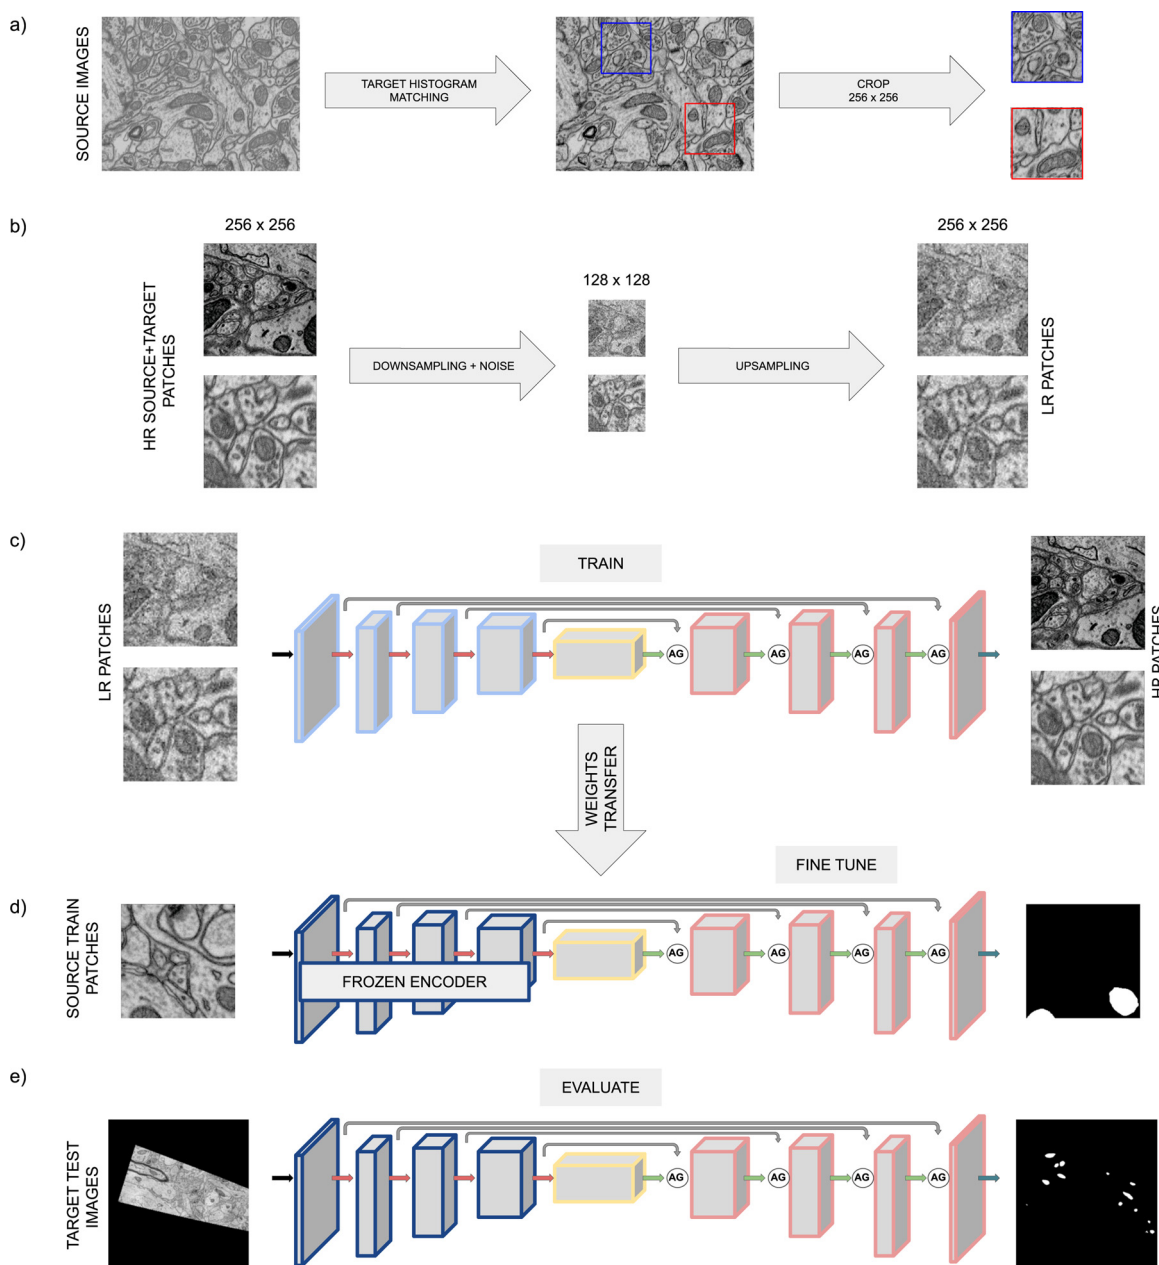 a)
SOURCE IMAGES
TARGET HISTOGRAM
MATCHING
CROP
256 x 256
b)
256 x 256
HR SOURCE+TARGET
PATCHES
DOWNSAMPLING + NOISE
128 x 128
UPSAMPLING
256 x 256
LR PATCHES
c)
LR PATCHES
TRAIN
AG
AG
AG
AG
HR PATCHES
WEIGHTS
TRANSFER
d)
SOURCE TRAIN
PATCHES
FINE TUNE
FROZEN ENCODER
AG
AG
AG
AG
e)
TARGET TEST
IMAGES
EVALUATE
AG
AG
AG
AG